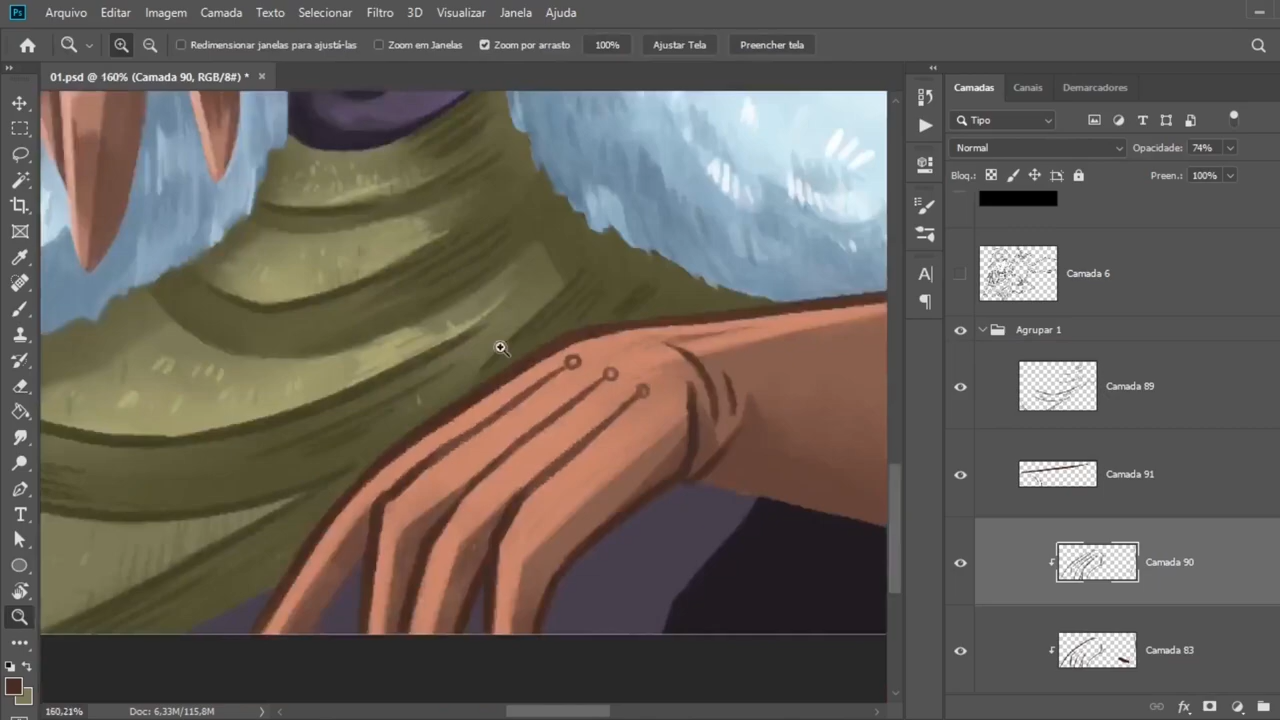 Ps Arquivo Editar Imagem Camada Texto Selecionar Filtro 3D Visualizar Janela Ajuda
Redimensionar janelas para ajustá-las Zoom em Janelas Zoom por arrasto 100% Ajustar Tela Preencher tela
01.psd @ 160% (Camada 90, RGB/8#) * ×
Camadas Canais Demarcadores
Tipo
Normal Opacidade: 74%
Bloq.: Preen.: 100%
Camada 6
Agrupar 1
Camada 89
Camada 91
Camada 90
Camada 83
160,21% Doc: 6,33M/115,8M